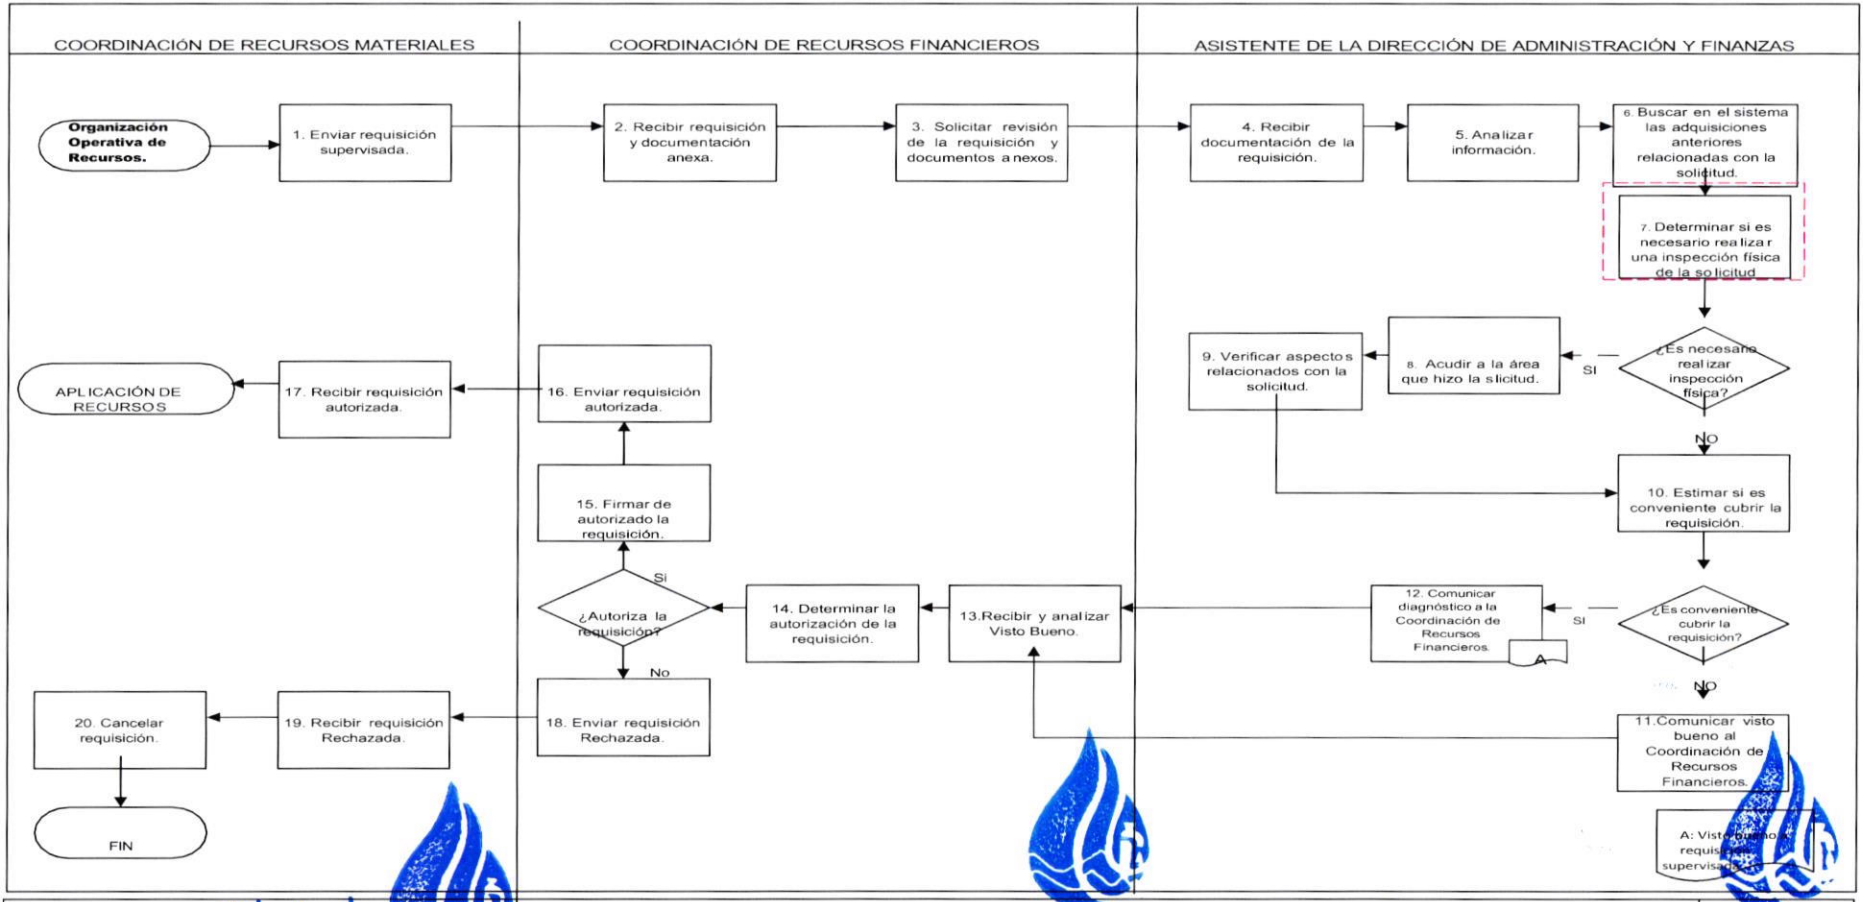 COORDINACIÓN DE RECURSOS MATERIALES
COORDINACIÓN DE RECURSOS FINANCIEROS
ASISTENTE DE LA DIRECCIÓN DE ADMINISTRACIÓN Y FINANZAS
Organización
Operativa de
Recursos.
1. Enviar requisición
supervisada.
2. Recibir requisición
y documentación
anexa.
3. Solicitar revisión
de la requisición y
documentos anexos.
4. Recibir
documentación de la
requisición.
5. Analizar
información.
6. Buscar en el sistema
las adquisiciones
anteriores
relacionadas con la
solicitud.
7. Determinar si es
necesario realizar
una inspección física
de la solicitud
¿Es necesario
realizar
inspección
física?
SI
NO
8. Acudir a la área
que hizo la slicitud.
9. Verificar aspectos
relacionados con la
solicitud.
10. Estimar si es
conveniente cubrir la
requisición.
¿Es conveniente
cubrir la
requisición?
SI
NO
11.Comunicar visto
bueno al
Coordinación de
Recursos
Financieros.
12. Comunicar
diagnóstico a la
Coordinación de
Recursos
Financieros.
A
13.Recibir y analizar
Visto Bueno.
14. Determinar la
autorización de la
requisición.
¿Autoriza la
requisición?
Si
No
15. Firmar de
autorizado la
requisición.
16. Enviar requisición
autorizada.
17. Recibir requisición
autorizada.
APLICACIÓN DE
RECURSOS
18. Enviar requisición
Rechazada.
19. Recibir requisición
Rechazada.
20. Cancelar
requisición.
FIN
A: Visto bueno a
requisición
supervisada